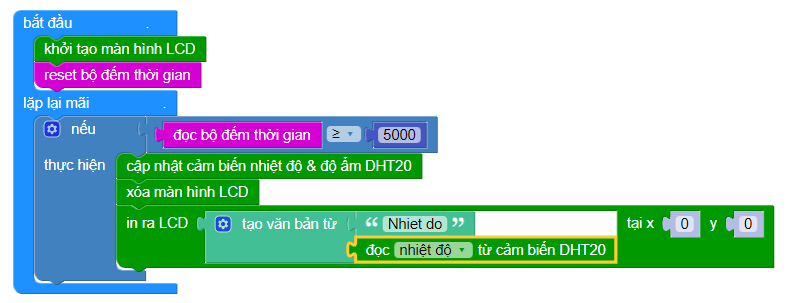 bắt đầu
khởi tạo màn hình LCD
reset bộ đếm thời gian
lặp lại mãi
nếu đọc bộ đếm thời gian ≥ 5000
thực hiện cập nhật cảm biến nhiệt độ & độ ẩm DHT20
xóa màn hình LCD
in ra LCD tạo văn bản từ “ Nhiet do ” tại x 0 y 0
đọc nhiệt độ từ cảm biến DHT20